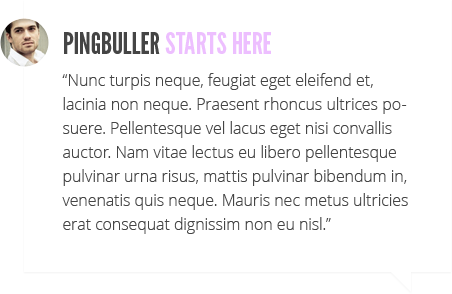 PINGBULLER STARTS HERE
“Nunc turpis neque, feugiat eget eleifend et,
lacinia non neque. Praesent rhoncus ultrices po-
suere. Pellentesque vel lacus eget nisi convallis
auctor. Nam vitae lectus eu libero pellentesque
pulvinar urna risus, mattis pulvinar bibendum in,
venenatis quis neque. Mauris nec metus ultricies
erat consequat dignissim non eu nisl.”